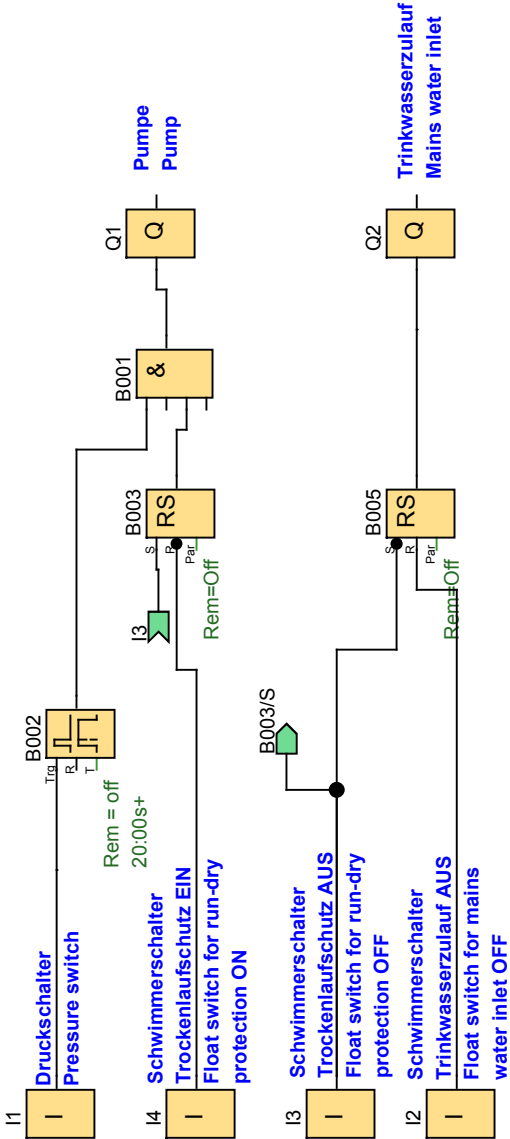 I1
I
Druckschalter
Pressure switch
B002
Trg
R
T
Rem = off
20:00s+
B001
&
Q1
Q
Pumpe
Pump
I4
I
Schwimmerschalter
Trockenlaufschutz EIN
Float switch for run-dry
protection ON
I3
B003
S
R
Par
RS
Rem=Off
I3
I
Schwimmerschalter
Trockenlaufschutz AUS
Float switch for run-dry
protection OFF
B003/S
B005
S
R
Par
RS
Rem=Off
Q2
Q
Trinkwasserzulauf
Mains water inlet
I2
I
Schwimmerschalter
Trinkwasserzulauf AUS
Float switch for mains
water inlet OFF